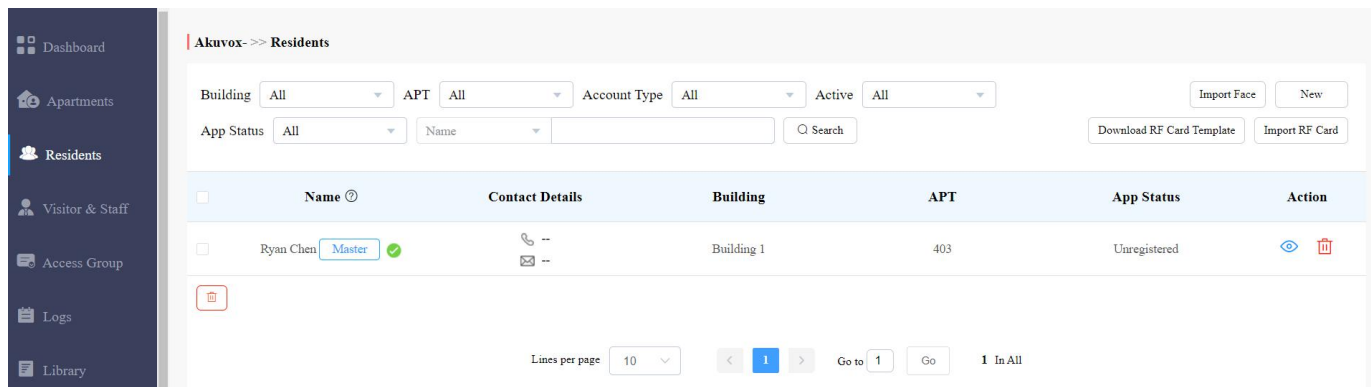 Dashboard
Apartments
Residents
Visitor & Staff
Access Group
Logs
Library
Akuvox- >> Residents
Building All APT All Account Type All Active All Import Face New
App Status All Name Search Download RF Card Template Import RF Card
Name ? Contact Details Building APT App Status Action
Ryan Chen Master -- Building 1 403 Unregistered
--
Lines per page 10 < 1 > Go to 1 Go 1 In All